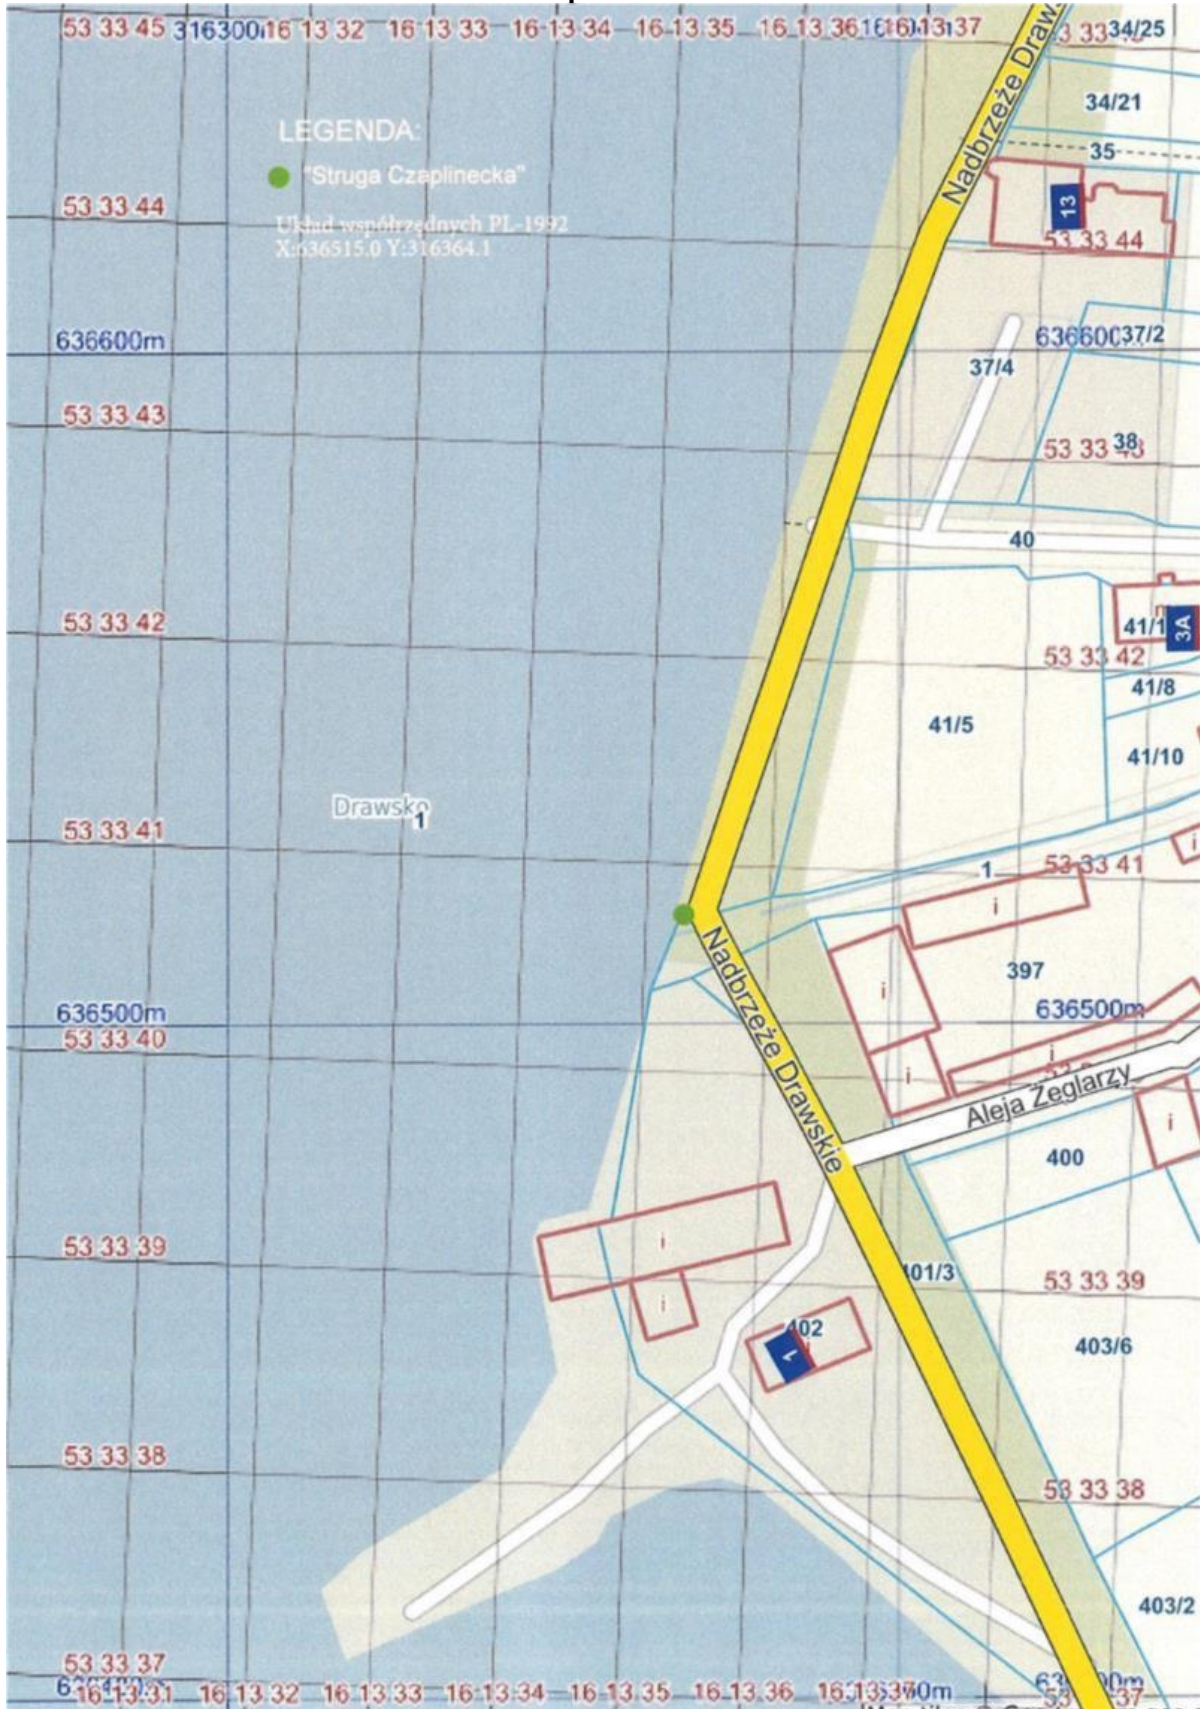 53 33 45
316300m
16 13 32
16 13 33
16 13 34
16 13 35
16 13 36
16 13 37
34/25
Nadbrzeże
34/21
35
LEGENDA:
"Struga Czaplinecka"
13
53 33 44
Układ współrzędnych PL-1992
X:636515.0 Y:316364.1
53 33 44
636600m
37/2
37/4
53 33 43
38
40
53 33 42
41/1
3A
53 33 42
41/8
41/5
41/10
Drawsko
1
53 33 41
1
53 33 41
i
i
Nadbrzeże Drawskie
397
i
636500m
636500m
53 33 40
i
i
Aleja Żeglarzy
i
400
53 33 39
i
401/3
53 33 39
i
402
1
403/6
53 33 38
53 33 38
403/2
53 33 37
16 13 31
16 13 32
16 13 33
16 13 34
16 13 35
16 13 36